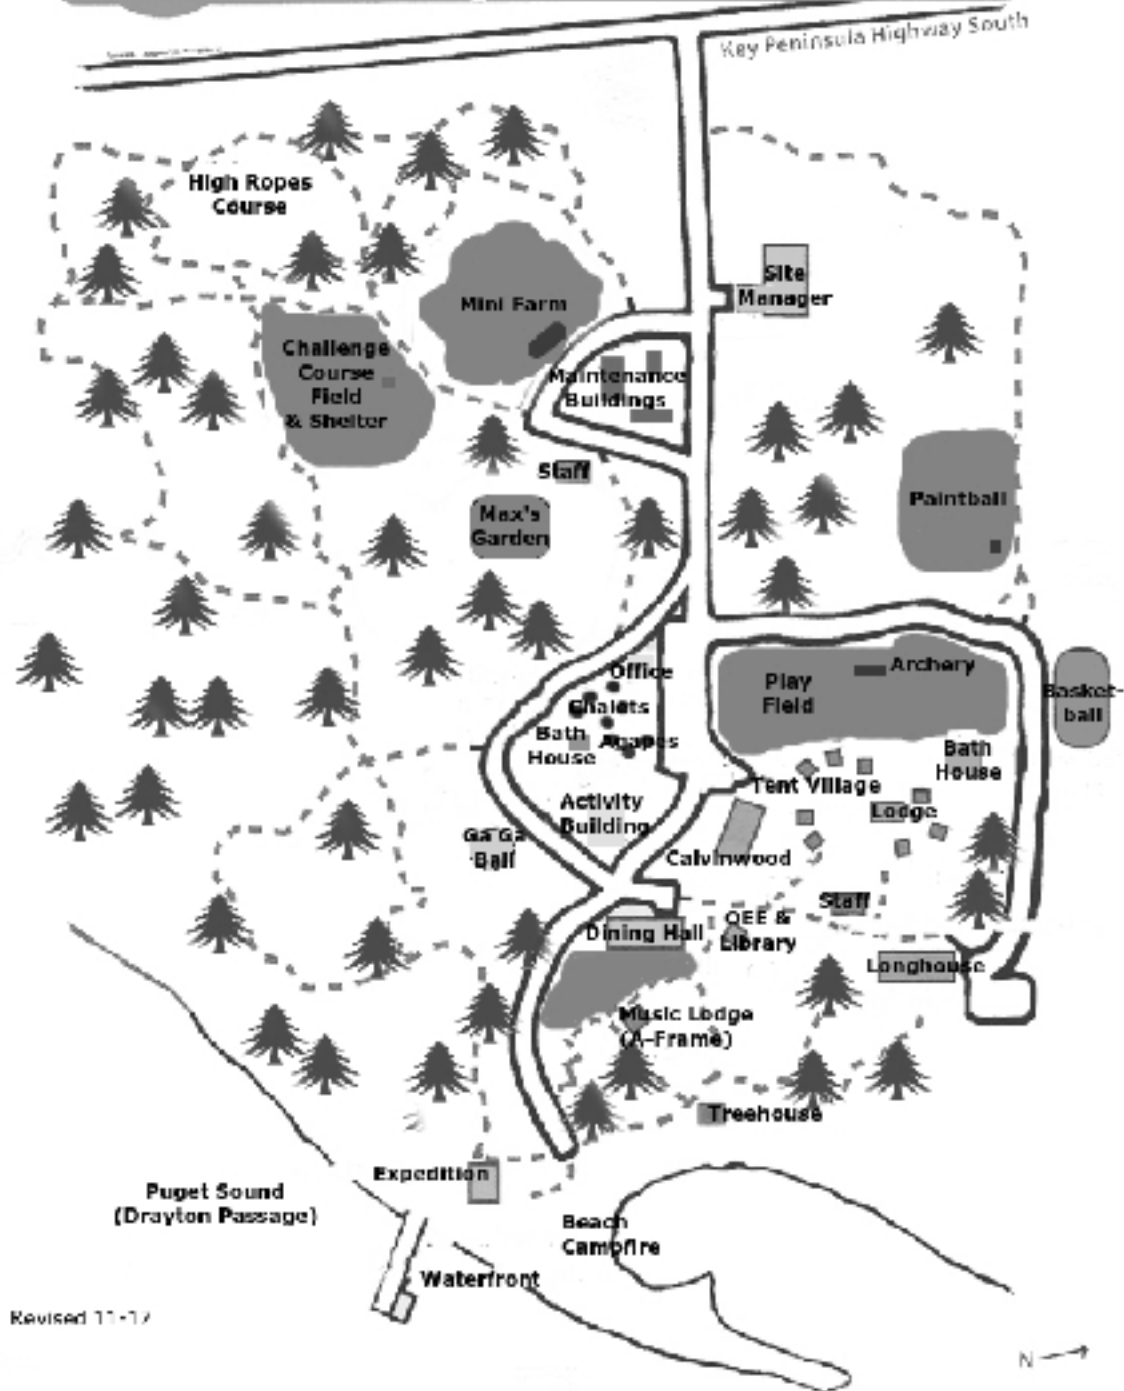 Key Peninsula Highway South
High Ropes
Course
Site
Manager
Mini Farm
Challenge
Course
Field
& Shelter
Maintenance
Buildings
Staff
Max's
Garden
Paintball
Office
Chalets
Bath
House
Agapes
Play
Field
Archery
Basket-
ball
Bath
House
Tent Village
Lodge
Activity
Building
Ga Ga
Ball
Calvinwood
Staff
Dining Hall
OEE &
Library
Longhouse
Music Lodge
(A-Frame)
Treehouse
Expedition
Puget Sound
(Drayton Passage)
Beach
Campfire
Waterfront
Revised 11-17
N